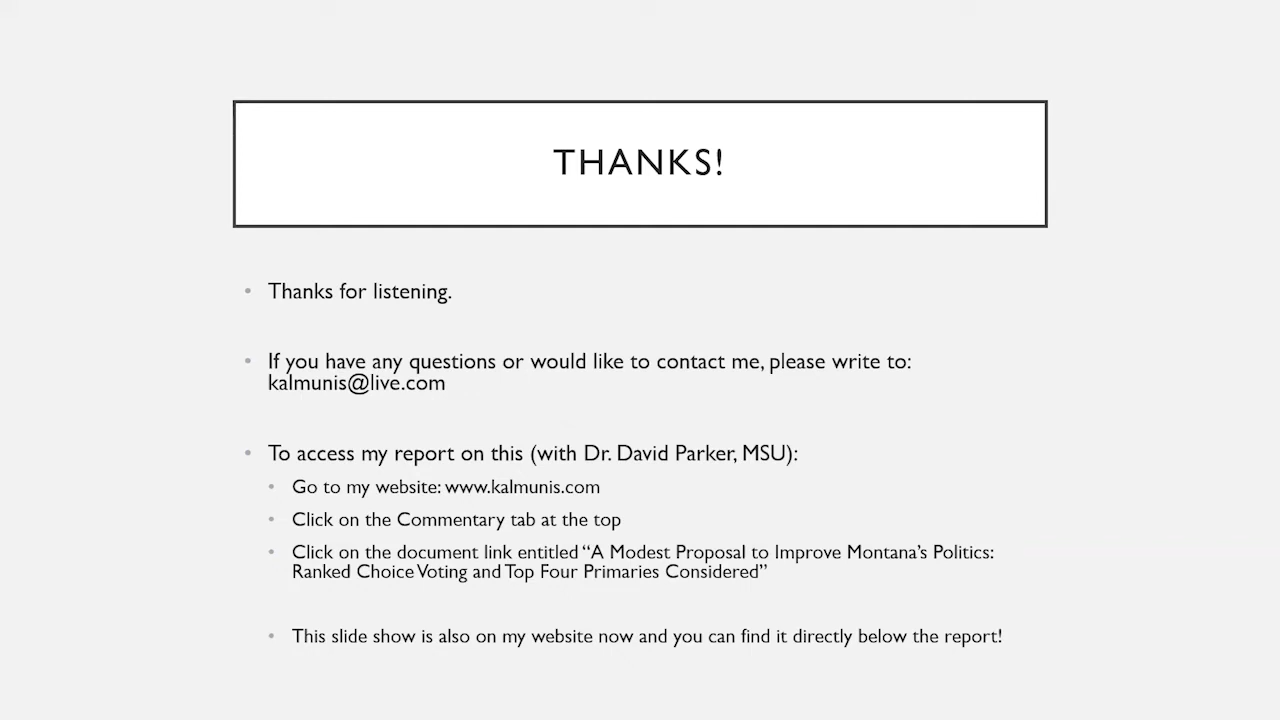 THANKS!
• Thanks for listening.
• If you have any questions or would like to contact me, please write to:
kalmunis@live.com
• To access my report on this (with Dr. David Parker, MSU):
• Go to my website: www.kalmunis.com
• Click on the Commentary tab at the top
• Click on the document link entitled “A Modest Proposal to Improve Montana’s Politics:
Ranked Choice Voting and Top Four Primaries Considered”
• This slide show is also on my website now and you can find it directly below the report!